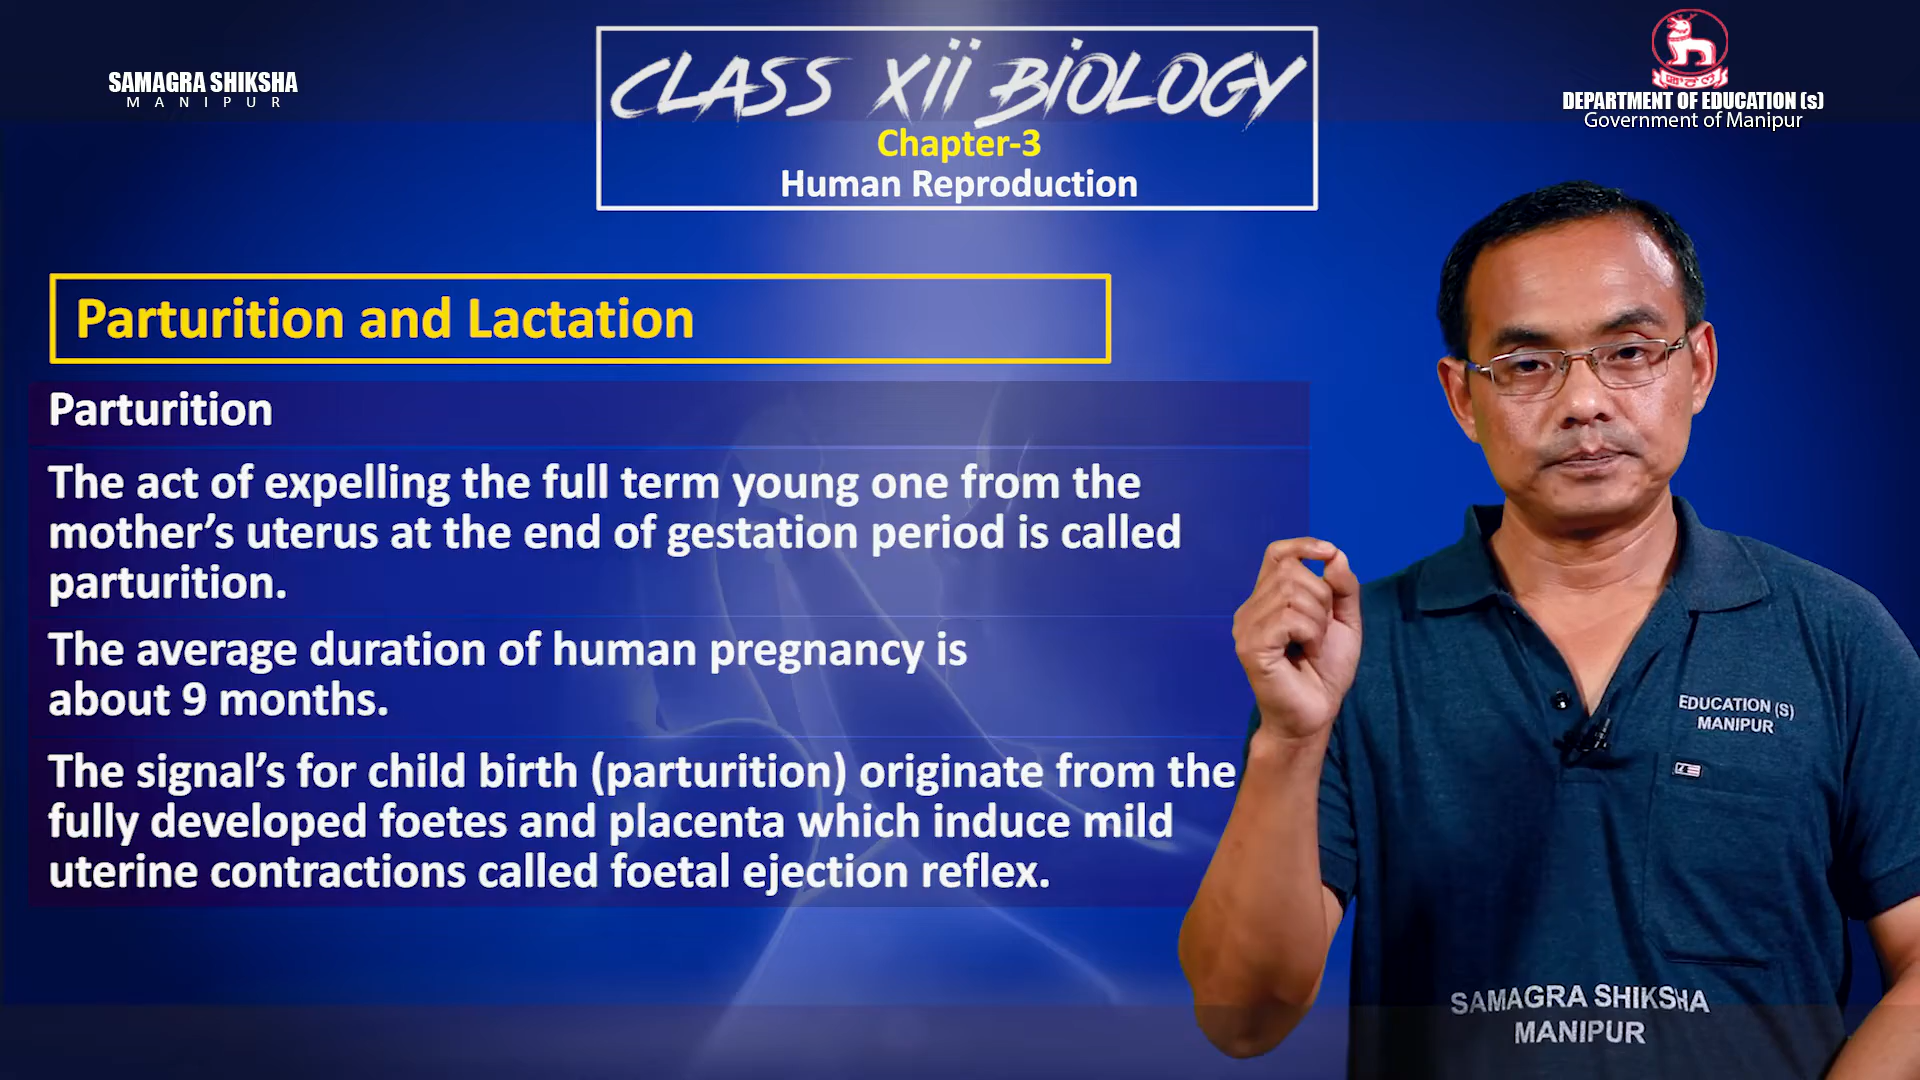 SAMAGRA SHIKSHA
MANIPUR
CLASS XII BIOLOGY
Chapter-3
Human Reproduction
DEPARTMENT OF EDUCATION (s)
Government of Manipur
Parturition and Lactation
Parturition
The act of expelling the full term young one from the
mother's uterus at the end of gestation period is called
parturition.
The average duration of human pregnancy is
about 9 months.
The signal's for child birth (parturition) originate from the
fully developed foetes and placenta which induce mild
uterine contractions called foetal ejection reflex.
EDUCATION (S)
MANIPUR
SAMAGRA SHIKSHA
MANIPUR